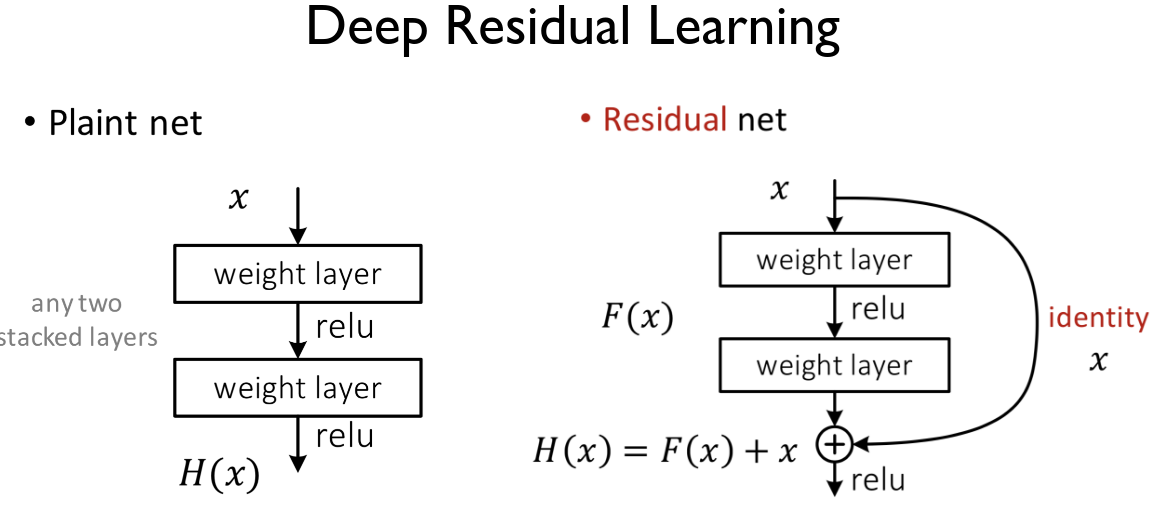 Deep Residual Learning
• Plaint net
x
weight layer
any two
stacked layers
relu
weight layer
relu
H(x)
• Residual net
x
weight layer
F(x)
relu
identity
x
weight layer
H(x) = F(x) + x
+
relu